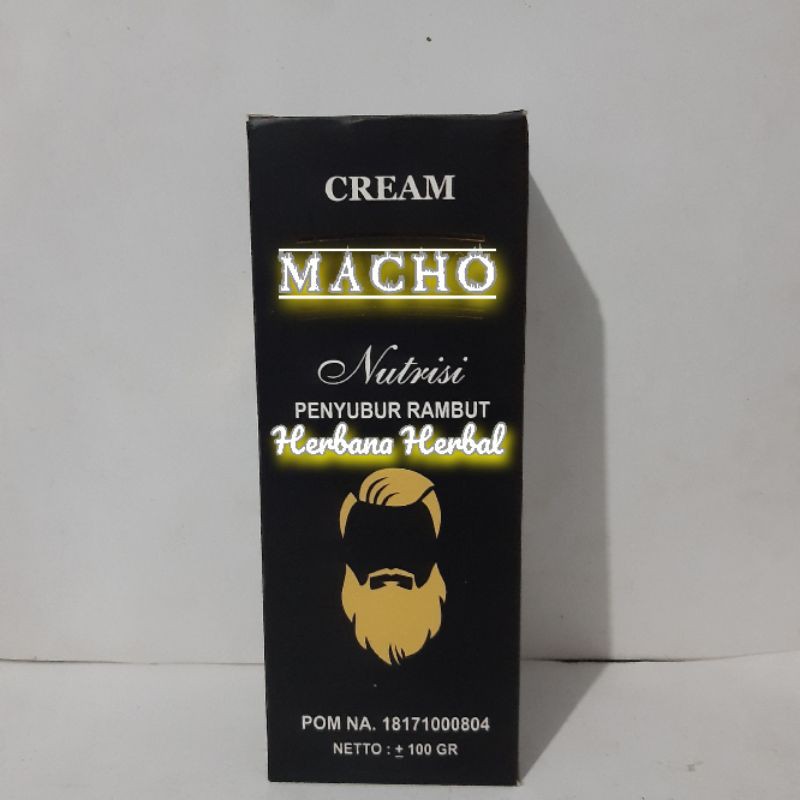 CREAM
MACHO
Nutrisi
PENYUBUR RAMBUT
Herbana Herbal
POM NA. 18171000804
NETTO : ± 100 GR